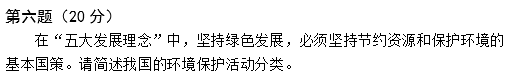 第六题（20 分）
在“五大发展理念”中，坚持绿色发展，必须坚持节约资源和保护环境的
基本国策。请简述我国的环境保护活动分类。